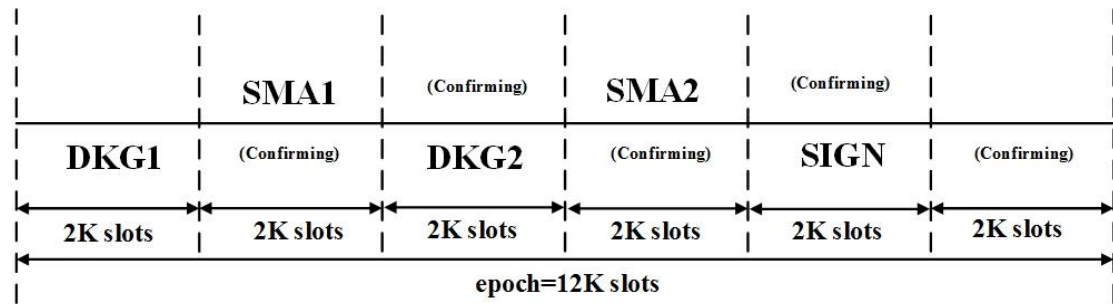 SMA1 (Confirming) SMA2 (Confirming)
DKG1 (Confirming) DKG2 (Confirming) SIGN (Confirming)
2K slots 2K slots 2K slots 2K slots 2K slots 2K slots
epoch=12K slots